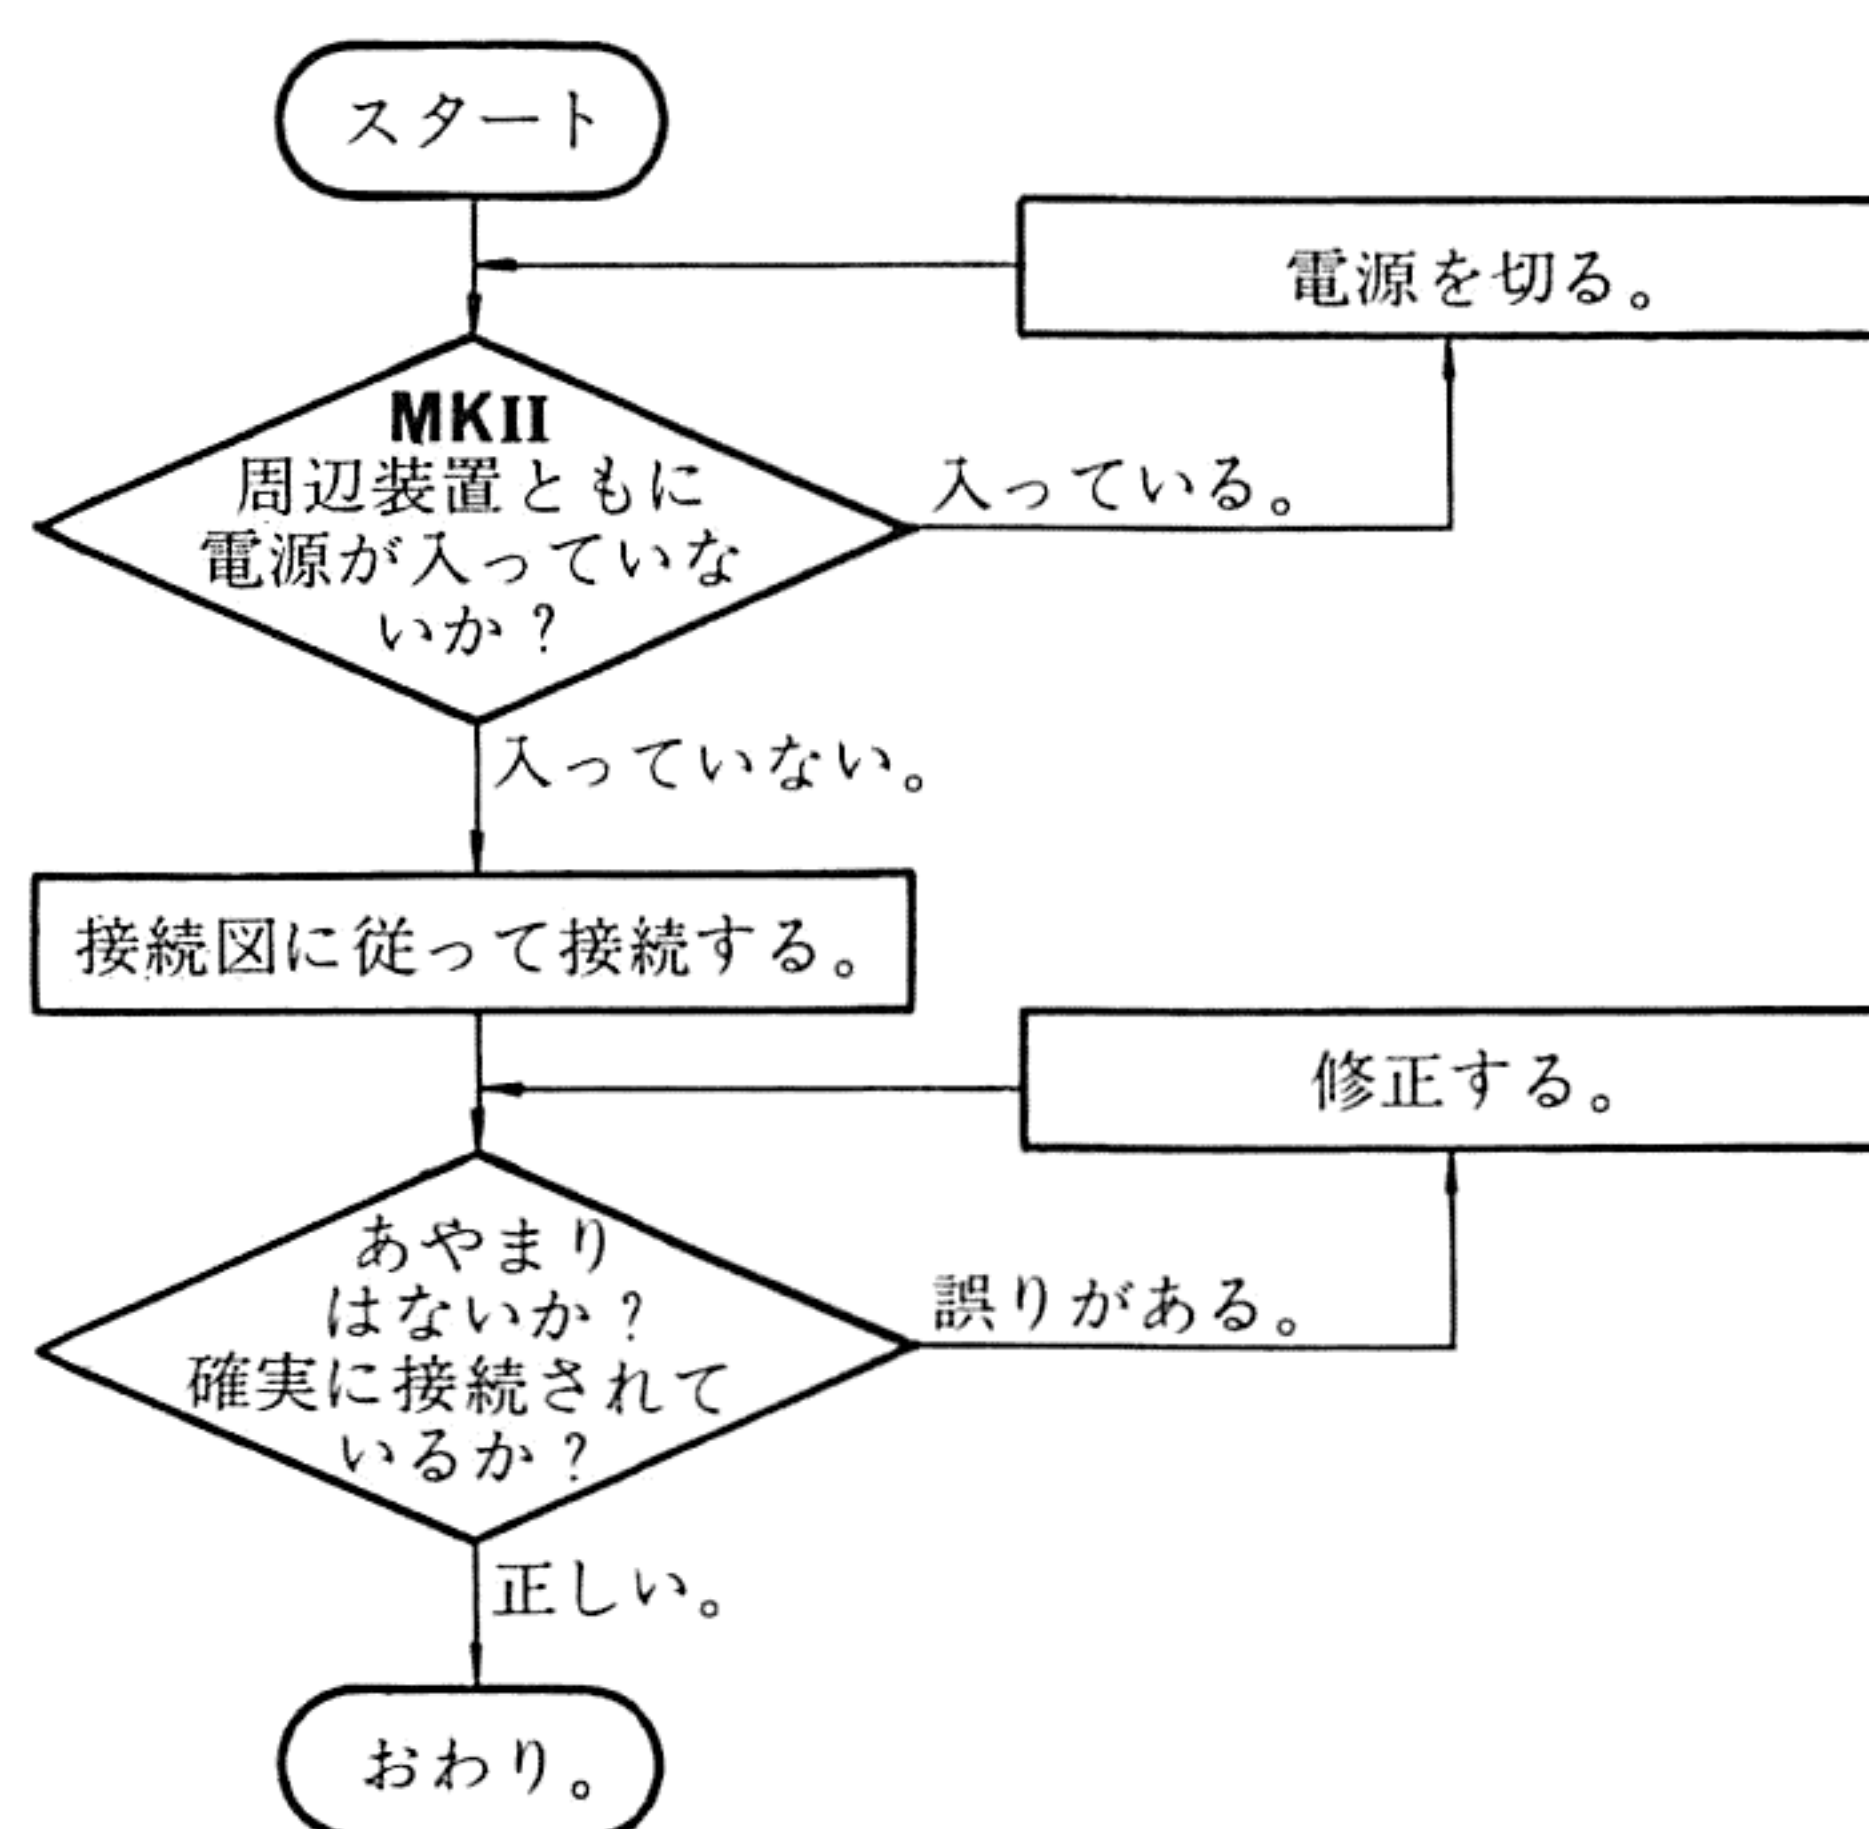 スタート
電源を切る。
MKII
周辺装置ともに
電源が入っていな
いか?
入っている。
入っていない。
接続図に従って接続する。
修正する。
あやまり
はないか?
確実に接続されて
いるか?
誤りがある。
正しい。
おわり。